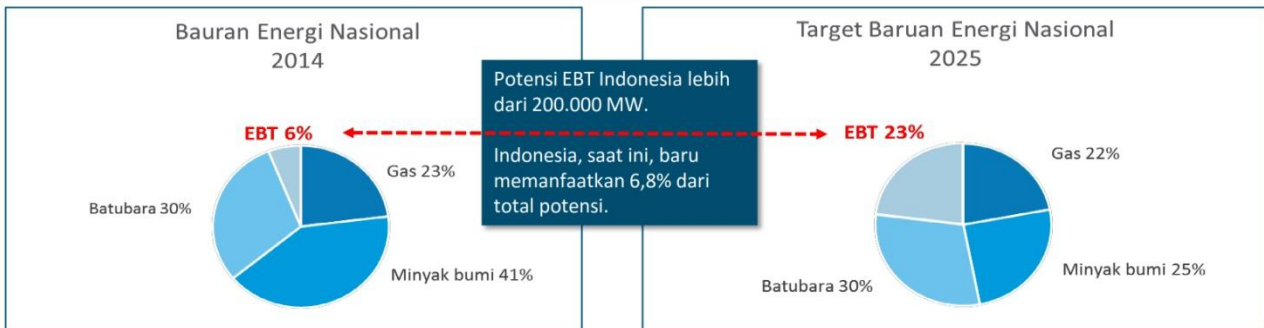 Bauran Energi Nasional
2014
EBT 6%
Gas 23%
Batubara 30%
Minyak bumi 41%
Potensi EBT Indonesia lebih
dari 200.000 MW.
Indonesia, saat ini, baru
memanfaatkan 6,8% dari
total potensi.
Target Baruan Energi Nasional
2025
EBT 23%
Gas 22%
Batubara 30%
Minyak bumi 25%